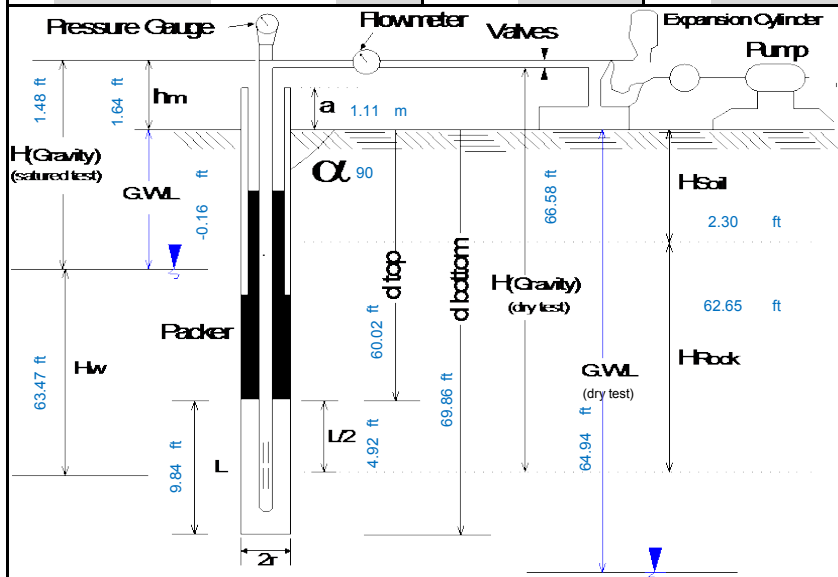 Pressure Gauge
Flowmeter
Valves
Expansion Cylinder
Pump
1.48 ft
1.64 ft
hm
a
1.11 m
H(Gravity)
(satured test)
G.W.L
-0.16 ft
α 90
66.58 ft
H Soil
2.30 ft
d top
60.02 ft
d bottom
69.86 ft
H(Gravity)
(dry test)
62.65 ft
H Rock
Packer
Hw
63.47 ft
G.W.L
(dry test)
64.94 ft
L/2
4.92 ft
L
9.84 ft
2r